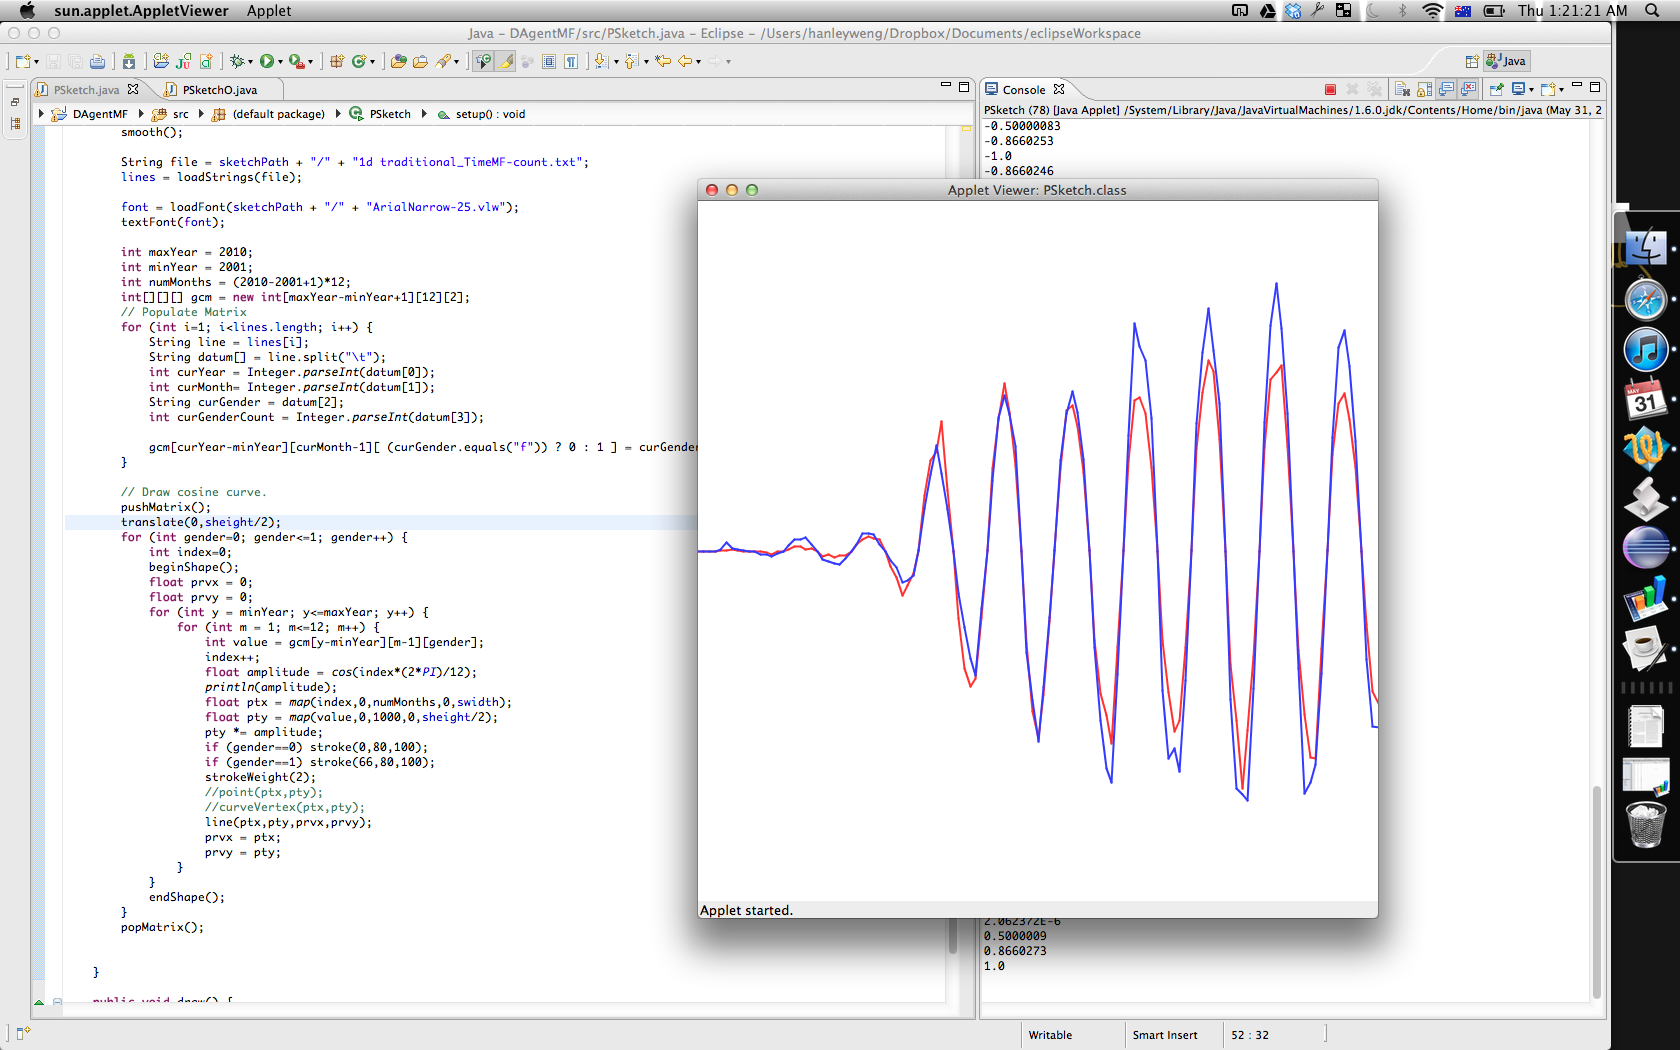 sun.applet.AppletViewer Applet Thu 1:21:21 AM
Java – DAgentMF/src/PSketch.java – Eclipse – /Users/hanleyweng/Dropbox/Documents/eclipseWorkspace
Java
PSketch.java PSketchO.java
DAgentMF src (default package) PSketch setup() : void
smooth();
String file = sketchPath + "/" + "1d traditional_TimeMF-count.txt";
lines = loadStrings(file);
font = loadFont(sketchPath + "/" + "ArialNarrow-25.vlw");
textFont(font);
int maxYear = 2010;
int minYear = 2001;
int numMonths = (2010-2001+1)*12;
int[][][] gcm = new int[maxYear-minYear+1][12][2];
// Populate Matrix
for (int i=1; i<lines.length; i++) {
String line = lines[i];
String datum[] = line.split("\t");
int curYear = Integer.parseInt(datum[0]);
int curMonth= Integer.parseInt(datum[1]);
String curGender = datum[2];
int curGenderCount = Integer.parseInt(datum[3]);
gcm[curYear-minYear][curMonth-1][ (curGender.equals("f")) ? 0 : 1 ] = curGender
}
// Draw cosine curve.
pushMatrix();
translate(0,sheight/2);
for (int gender=0; gender<=1; gender++) {
int index=0;
beginShape();
float prvx = 0;
float prvy = 0;
for (int y = minYear; y<=maxYear; y++) {
for (int m = 1; m<=12; m++) {
int value = gcm[y-minYear][m-1][gender];
index++;
float amplitude = cos(index*(2*PI)/12);
println(amplitude);
float ptx = map(index,0,numMonths,0,swidth);
float pty = map(value,0,1000,0,sheight/2);
pty *= amplitude;
if (gender==0) stroke(0,80,100);
if (gender==1) stroke(66,80,100);
strokeWeight(2);
//point(ptx,pty);
//curveVertex(ptx,pty);
line(ptx,pty,prvx,prvy);
prvx = ptx;
prvy = pty;
}
}
endShape();
}
popMatrix();
}
public void draw() {
Console
PSketch (78) [Java Applet] /System/Library/Java/JavaVirtualMachines/1.6.0.jdk/Contents/Home/bin/java (May 31, 2
-0.50000083
-0.8660253
-1.0
-0.8660246
Applet Viewer: PSketch.class
Applet started.
2.062372E-6
0.5000009
0.8660273
1.0
31
Writable Smart Insert 52 : 32